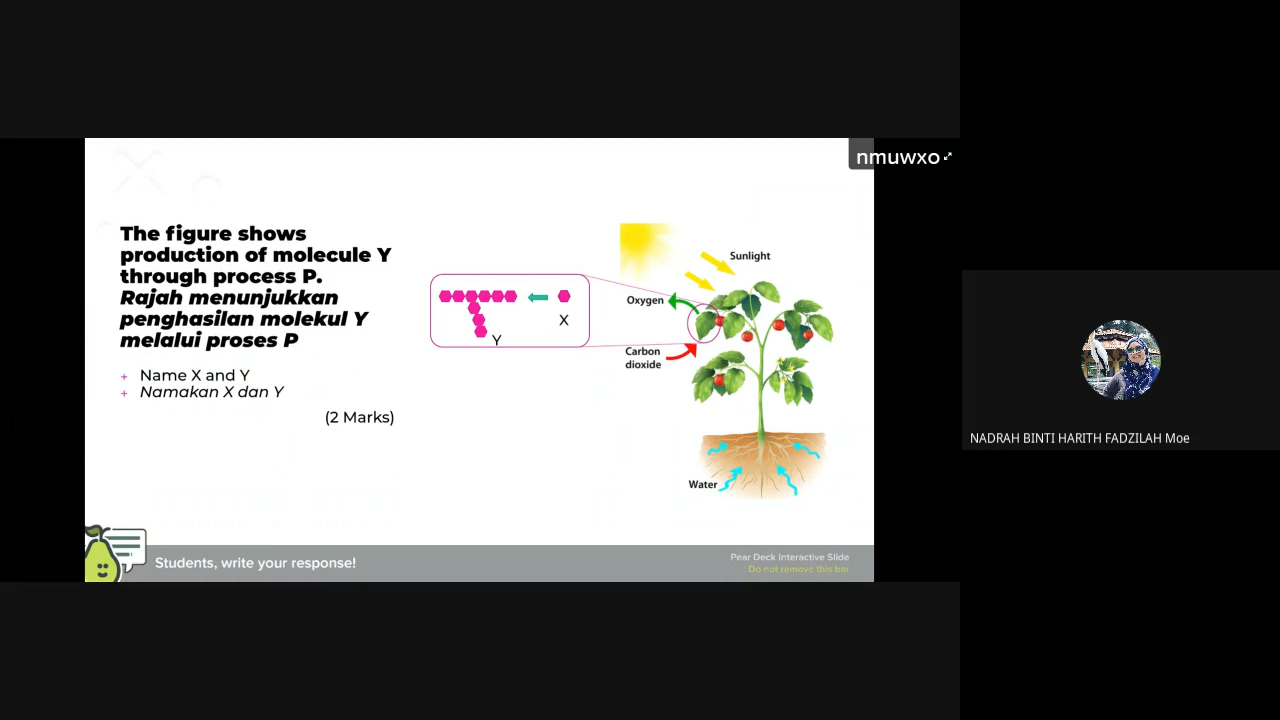 nmuwxo
The figure shows
production of molecule Y
through process P.
Rajah menunjukkan
penghasilan molekul Y
melalui proses P
+ Name X and Y
+ Namakan X dan Y
(2 Marks)
X
Y
Sunlight
Oxygen
Carbon
dioxide
Water
Students, write your response!
Pear Deck Interactive Slide
Do not remove this bar
NADRAH BINTI HARITH FADZILAH Moe